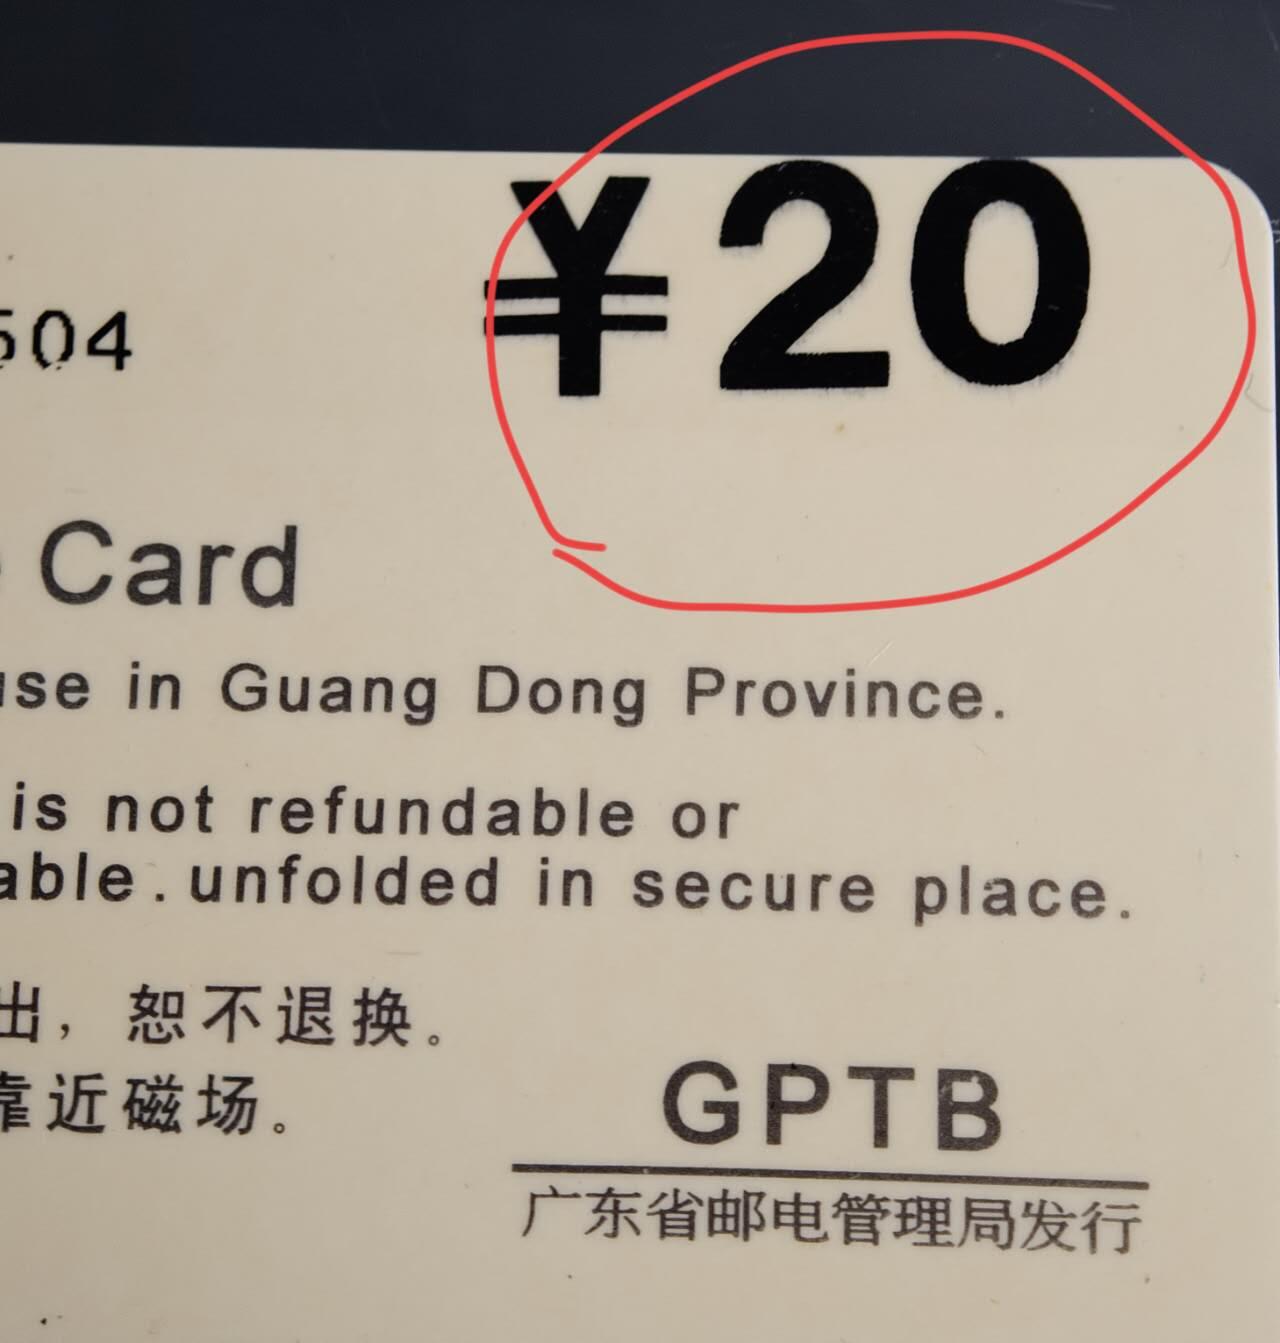 ¥20
504
Card
use in Guang Dong Province.
is not refundable or
able.unfolded in secure place.
出，恕不退换。
靠近磁场。
GPTB
广东省邮电管理局发行